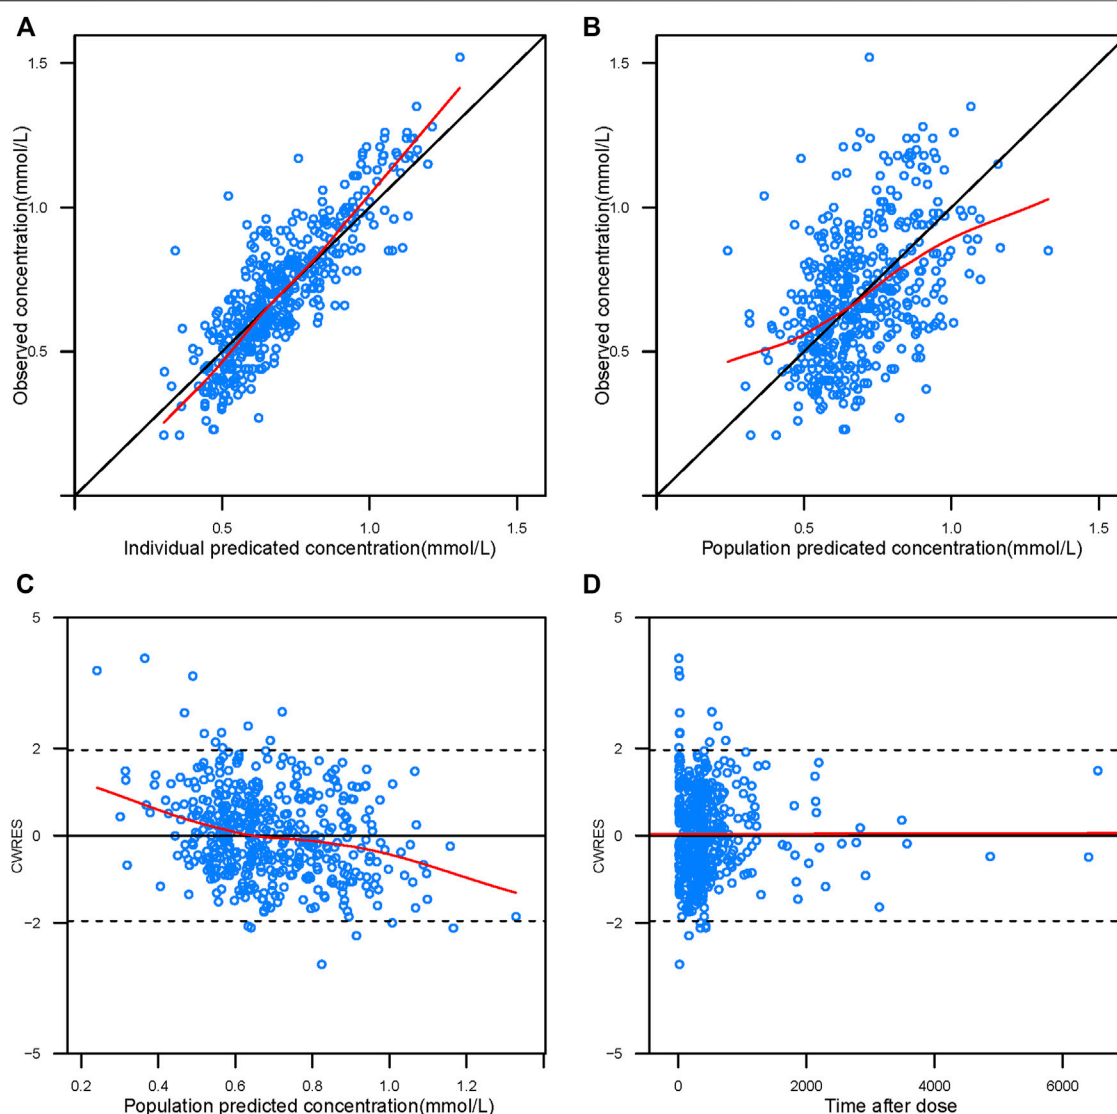 A
B
1.5
1.0
0.5
Observed concentration(mmol/L)
0.5
1.0
1.5
Individual predicated concentration(mmol/L)
1.5
1.0
0.5
Observed concentration(mmol/L)
0.5
1.0
1.5
Population predicated concentration(mmol/L)
C
D
5
2
0
−2
−5
CWRES
0.2
0.4
0.6
0.8
1.0
1.2
Population predicted concentration(mmol/L)
5
2
0
−2
−5
CWRES
0
2000
4000
6000
Time after dose